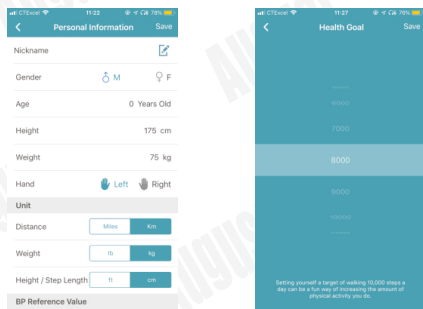 CTExcel 11:22 78%
Personal Information Save
Nickname
Gender M F
Age 0 Years Old
Height 175 cm
Weight 75 kg
Hand Left Right
Unit
Distance Miles Km
Weight lb kg
Height / Step Length ft cm
BP Reference Value
CTExcel 11:27 76%
Health Goal Save
6000
7000
8000
9000
10000
Setting yourself a target of walking 10,000 steps a
day can be a fun way of increasing the amount of
physical activity you do.